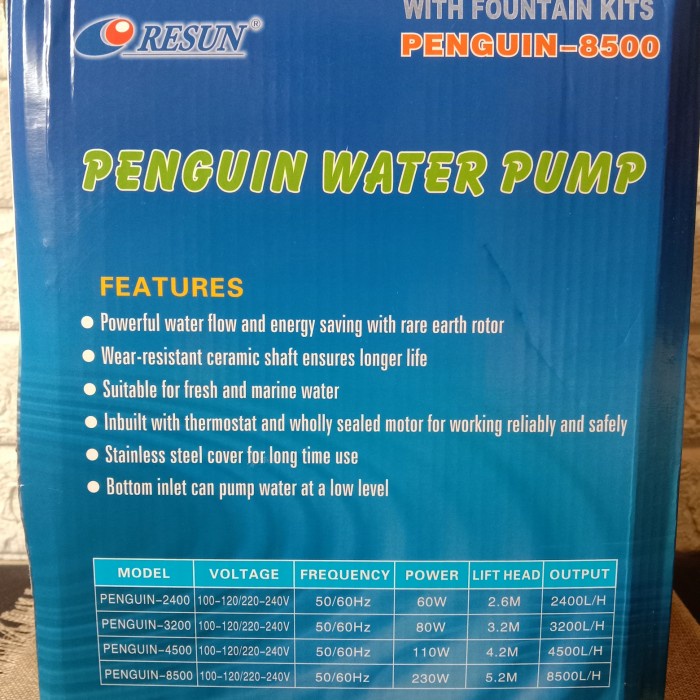 RESUN®
WITH FOUNTAIN KITS
PENGUIN-8500
PENGUIN WATER PUMP
FEATURES
● Powerful water flow and energy saving with rare earth rotor
● Wear-resistant ceramic shaft ensures longer life
● Suitable for fresh and marine water
● Inbuilt with thermostat and wholly sealed motor for working reliably and safely
● Stainless steel cover for long time use
● Bottom inlet can pump water at a low level
MODEL VOLTAGE FREQUENCY POWER LIFT HEAD OUTPUT
PENGUIN-2400 100-120/220-240V 50/60Hz 60W 2.6M 2400L/H
PENGUIN-3200 100-120/220-240V 50/60Hz 80W 3.2M 3200L/H
PENGUIN-4500 100-120/220-240V 50/60Hz 110W 4.2M 4500L/H
PENGUIN-8500 100-120/220-240V 50/60Hz 230W 5.2M 8500L/H